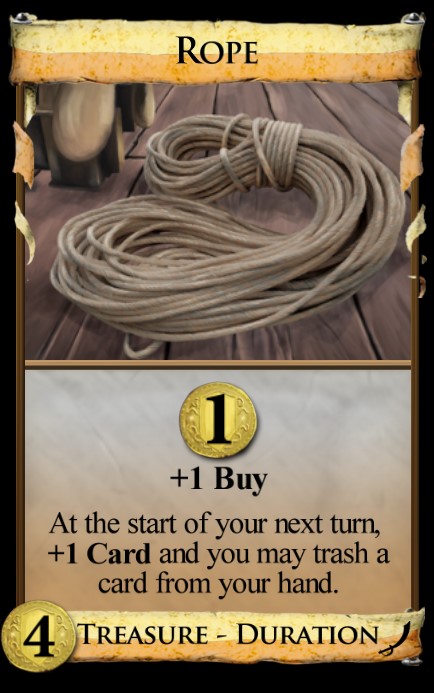 Rope
1
+1 Buy
At the start of your next turn,
+1 Card and you may trash a
card from your hand.
4 Treasure - Duration